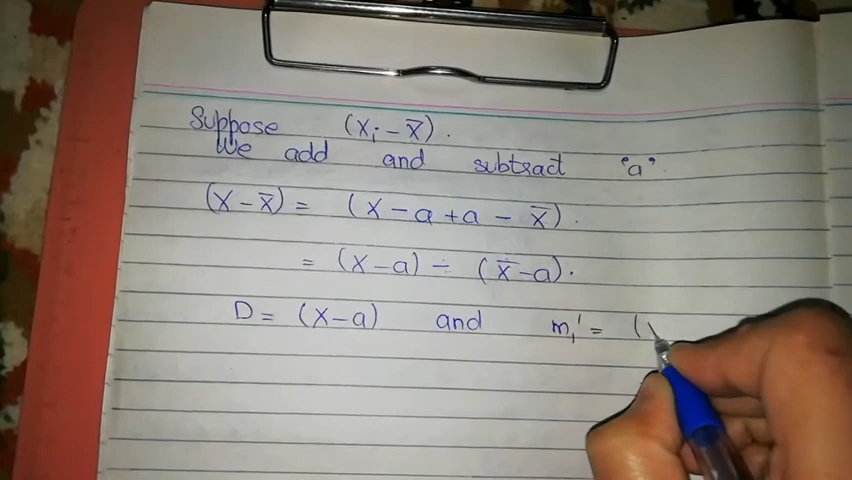 Suppose (Xi - x̄).
We add and subtract "a".
(X - x̄) = (X - a + a - x̄).
= (X - a) - (x̄ - a).
D = (X - a) and m₁' = (